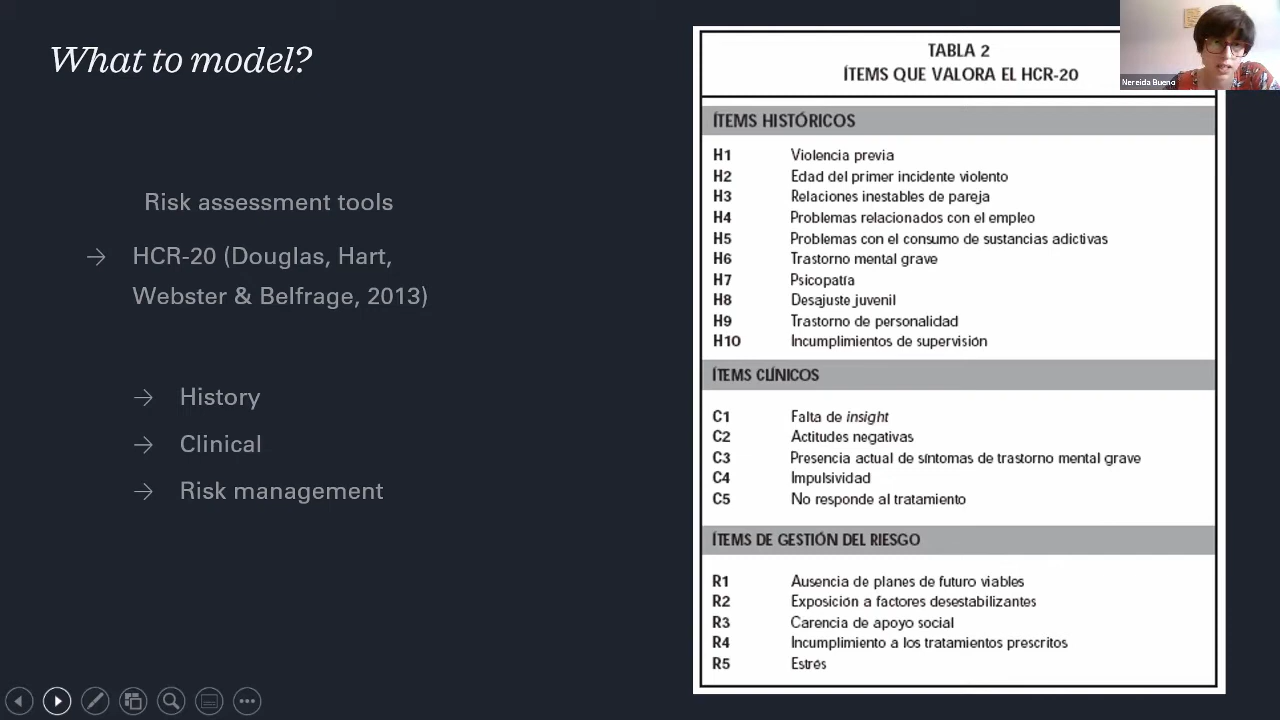 What to model?
Risk assessment tools
→ HCR-20 (Douglas, Hart,
Webster & Belfrage, 2013)
→ History
→ Clinical
→ Risk management
TABLA 2
ÍTEMS QUE VALORA EL HCR-20
ÍTEMS HISTÓRICOS
H1 Violencia previa
H2 Edad del primer incidente violento
H3 Relaciones inestables de pareja
H4 Problemas relacionados con el empleo
H5 Problemas con el consumo de sustancias adictivas
H6 Trastorno mental grave
H7 Psicopatía
H8 Desajuste juvenil
H9 Trastorno de personalidad
H10 Incumplimientos de supervisión
ÍTEMS CLÍNICOS
C1 Falta de insight
C2 Actitudes negativas
C3 Presencia actual de síntomas de trastorno mental grave
C4 Impulsividad
C5 No responde al tratamiento
ÍTEMS DE GESTIÓN DEL RIESGO
R1 Ausencia de planes de futuro viables
R2 Exposición a factores desestabilizantes
R3 Carencia de apoyo social
R4 Incumplimiento a los tratamientos prescritos
R5 Estrés
Nereida Bueno